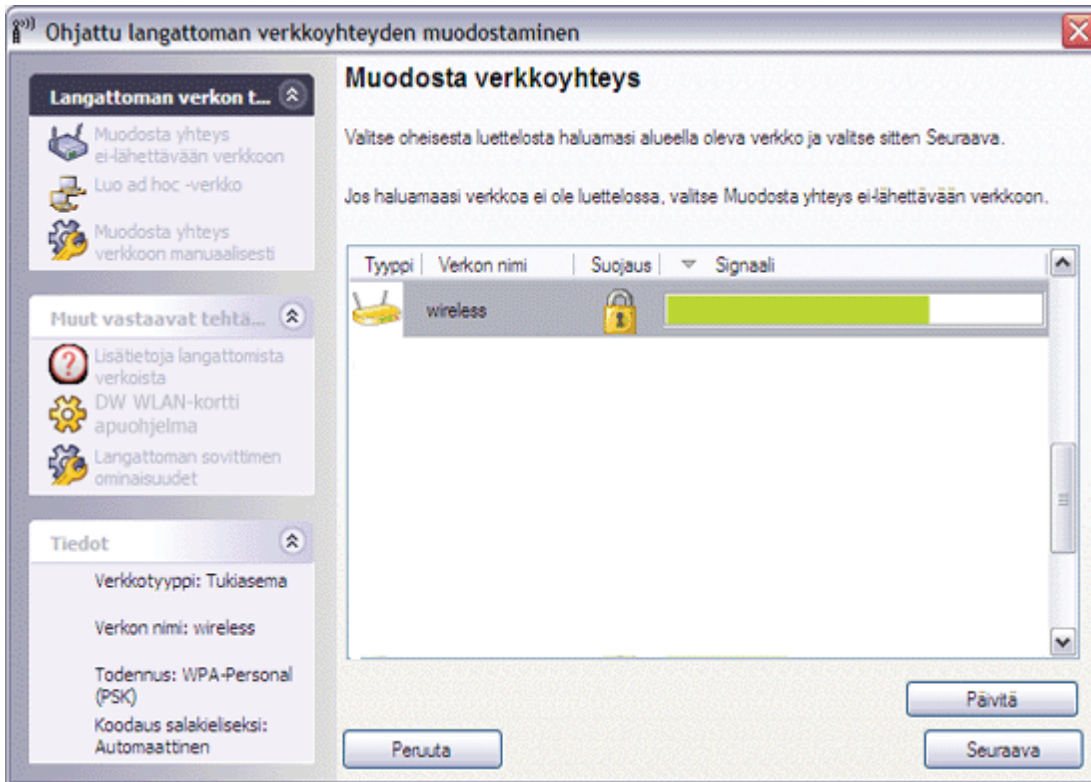 Ohjattu langattoman verkkoyhteyden muodostaminen
Langattoman verkon t...
Muodosta yhteys
ei-lähettävään verkkoon
Luo ad hoc -verkko
Muodosta yhteys
verkkoon manuaalisesti
Muut vastaavat tehtä...
Lisätietoja langattomista
verkoista
DW WLAN-kortti
apuohjelma
Langattoman sovittimen
ominaisuudet
Tiedot
Verkkotyyppi: Tukiasema
Verkon nimi: wireless
Todennus: WPA-Personal
(PSK)
Koodaus salakieliseksi:
Automaattinen
Muodosta verkkoyhteys
Valitse oheisesta luettelosta haluamasi alueella oleva verkko ja valitse sitten Seuraava.
Jos haluamaasi verkkoa ei ole luettelossa, valitse Muodosta yhteys ei-lähettävään verkkoon.
Tyyppi Verkon nimi Suojaus Signaali
wireless
Päivitä
Peruuta Seuraava